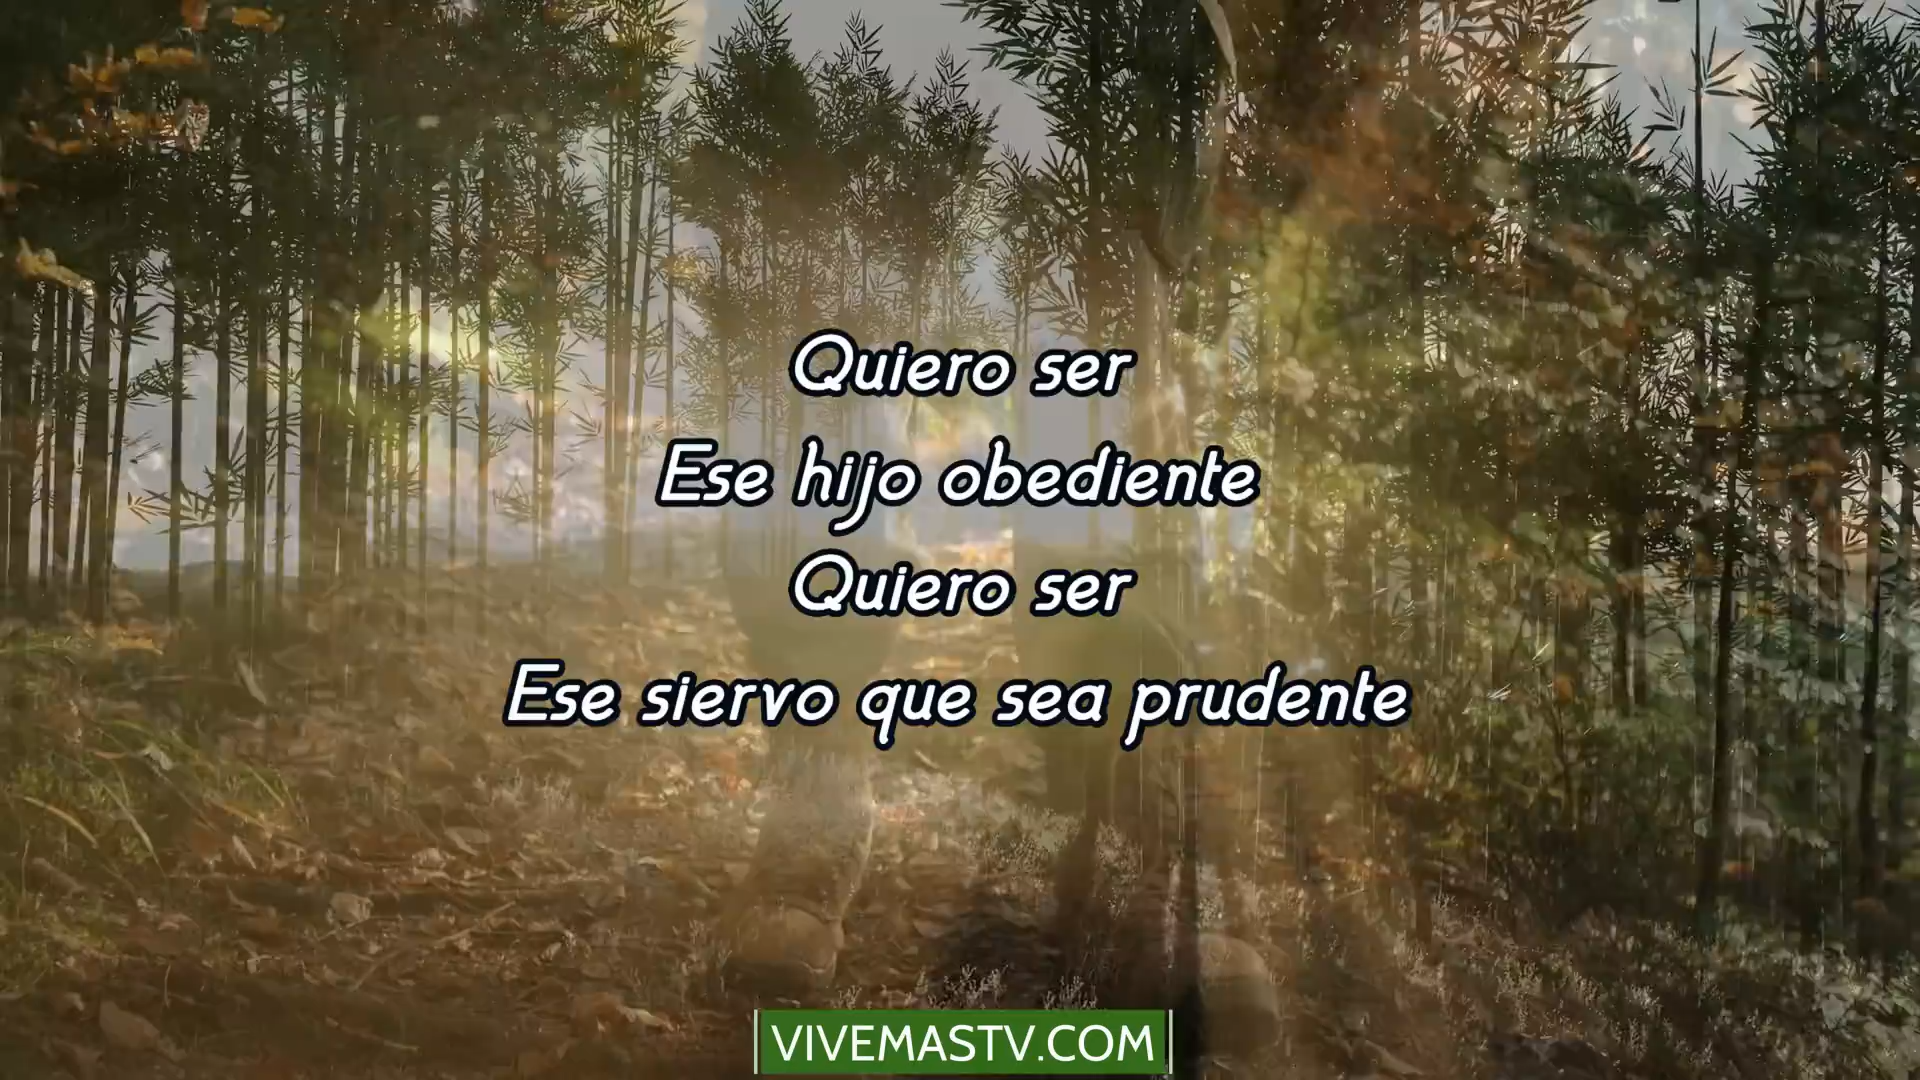 Quiero ser
Ese hijo obediente
Quiero ser
Ese siervo que sea prudente
VIVEMASTV.COM